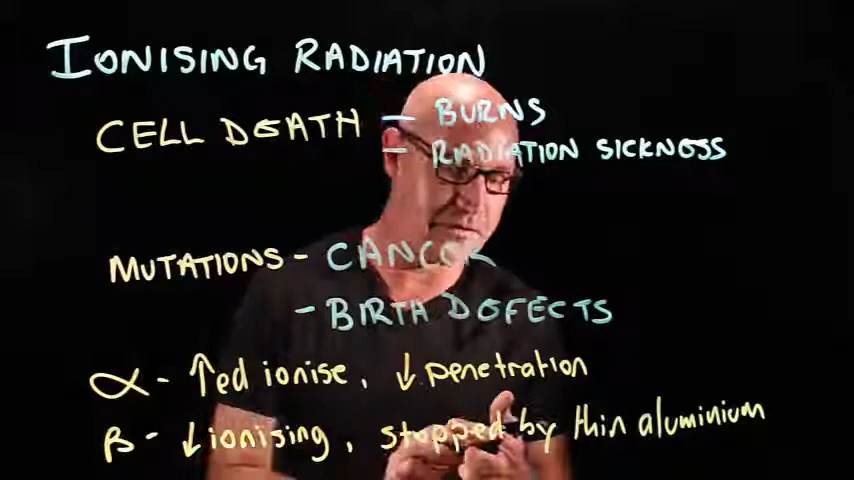 IONISING RADIATION
CELL DEATH - BURNS
- RADIATION SICKNESS
MUTATIONS - CANCER
- BIRTH DEFECTS
α - ↑ed ionise, ↓ penetration
β - ↓ionising, stopped by thin aluminium